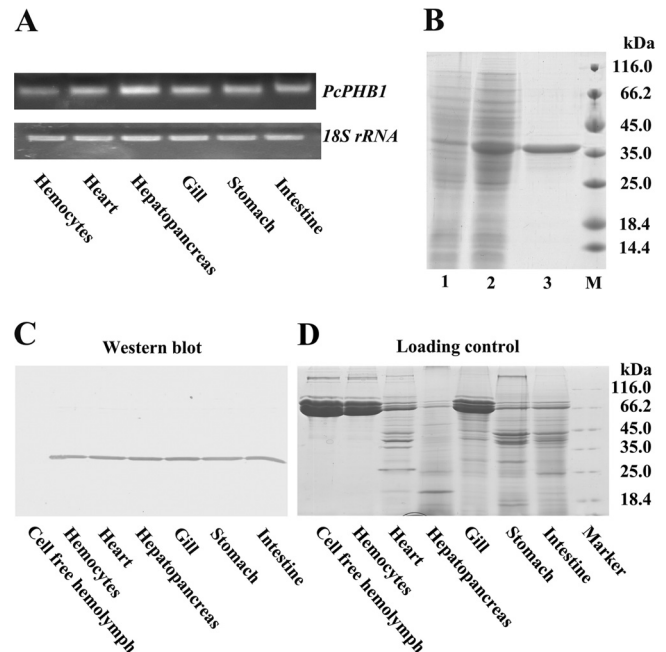 A
PcPHB1
18S rRNA
Hemocytes
Heart
Hepatopancreas
Gill
Stomach
Intestine
B
kDa
116.0
66.2
45.0
35.0
25.0
18.4
14.4
1 2 3 M
C
Western blot
Cell free hemolymph
Hemocytes
Heart
Hepatopancreas
Gill
Stomach
Intestine
D
Loading control
kDa
116.0
66.2
45.0
35.0
25.0
18.4
Cell free hemolymph
Hemocytes
Heart
Hepatopancreas
Gill
Stomach
Intestine
Marker